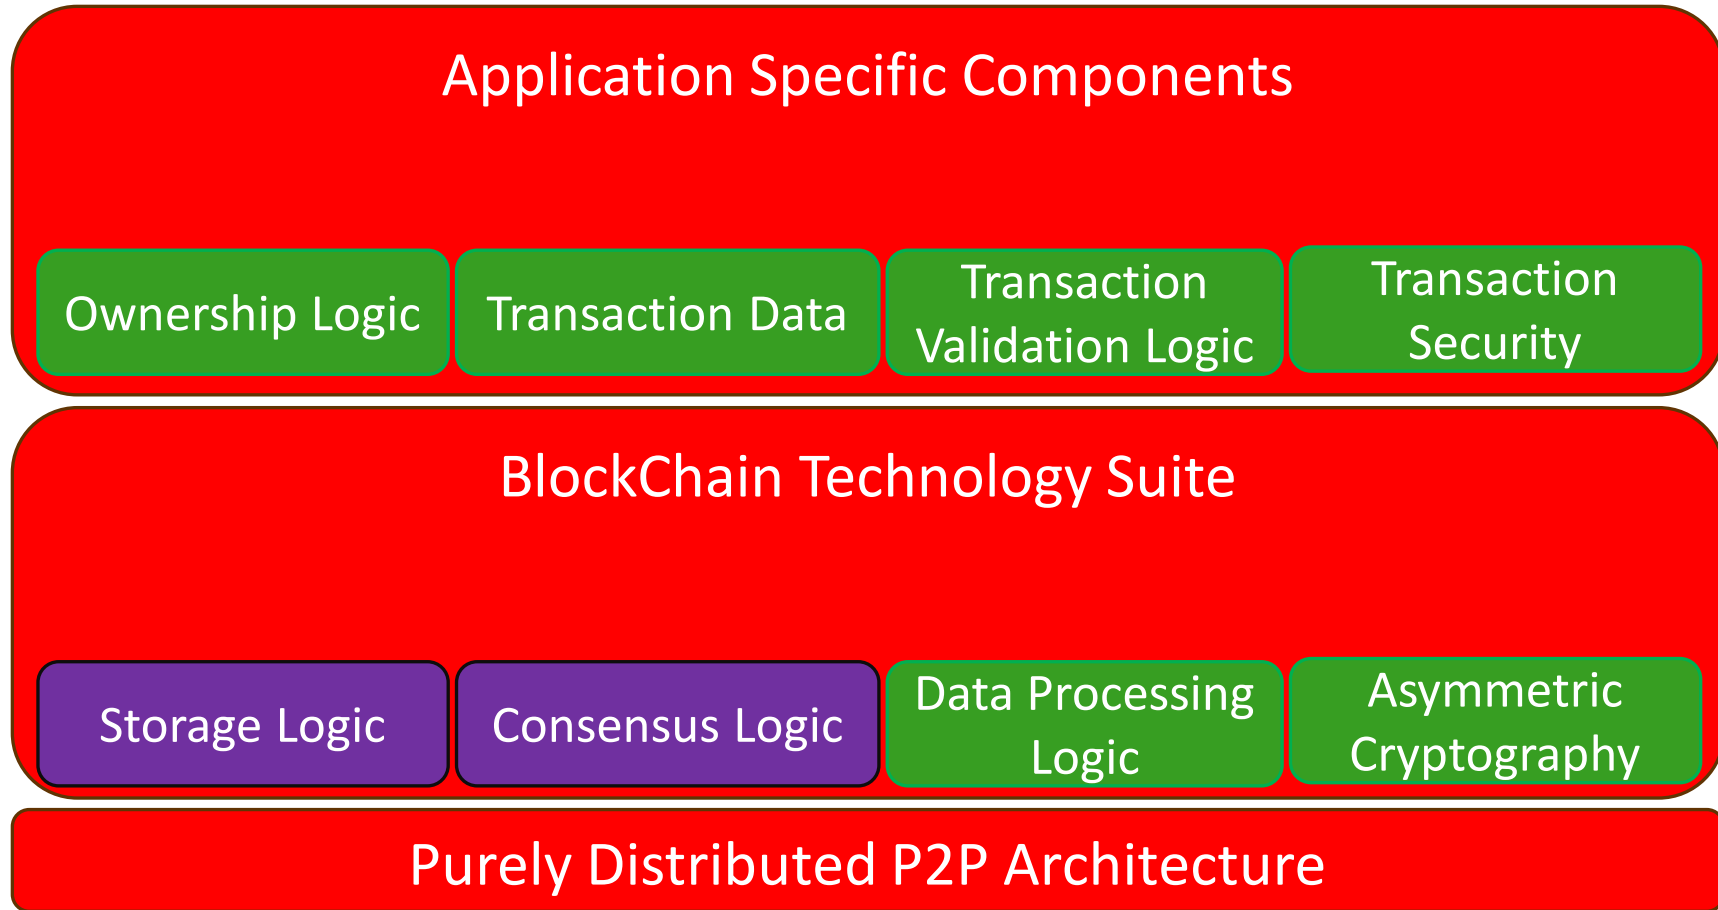 Application Specific Components
Ownership Logic
Transaction Data
Transaction
Validation Logic
Transaction
Security
BlockChain Technology Suite
Storage Logic
Consensus Logic
Data Processing
Logic
Asymmetric
Cryptography
Purely Distributed P2P Architecture